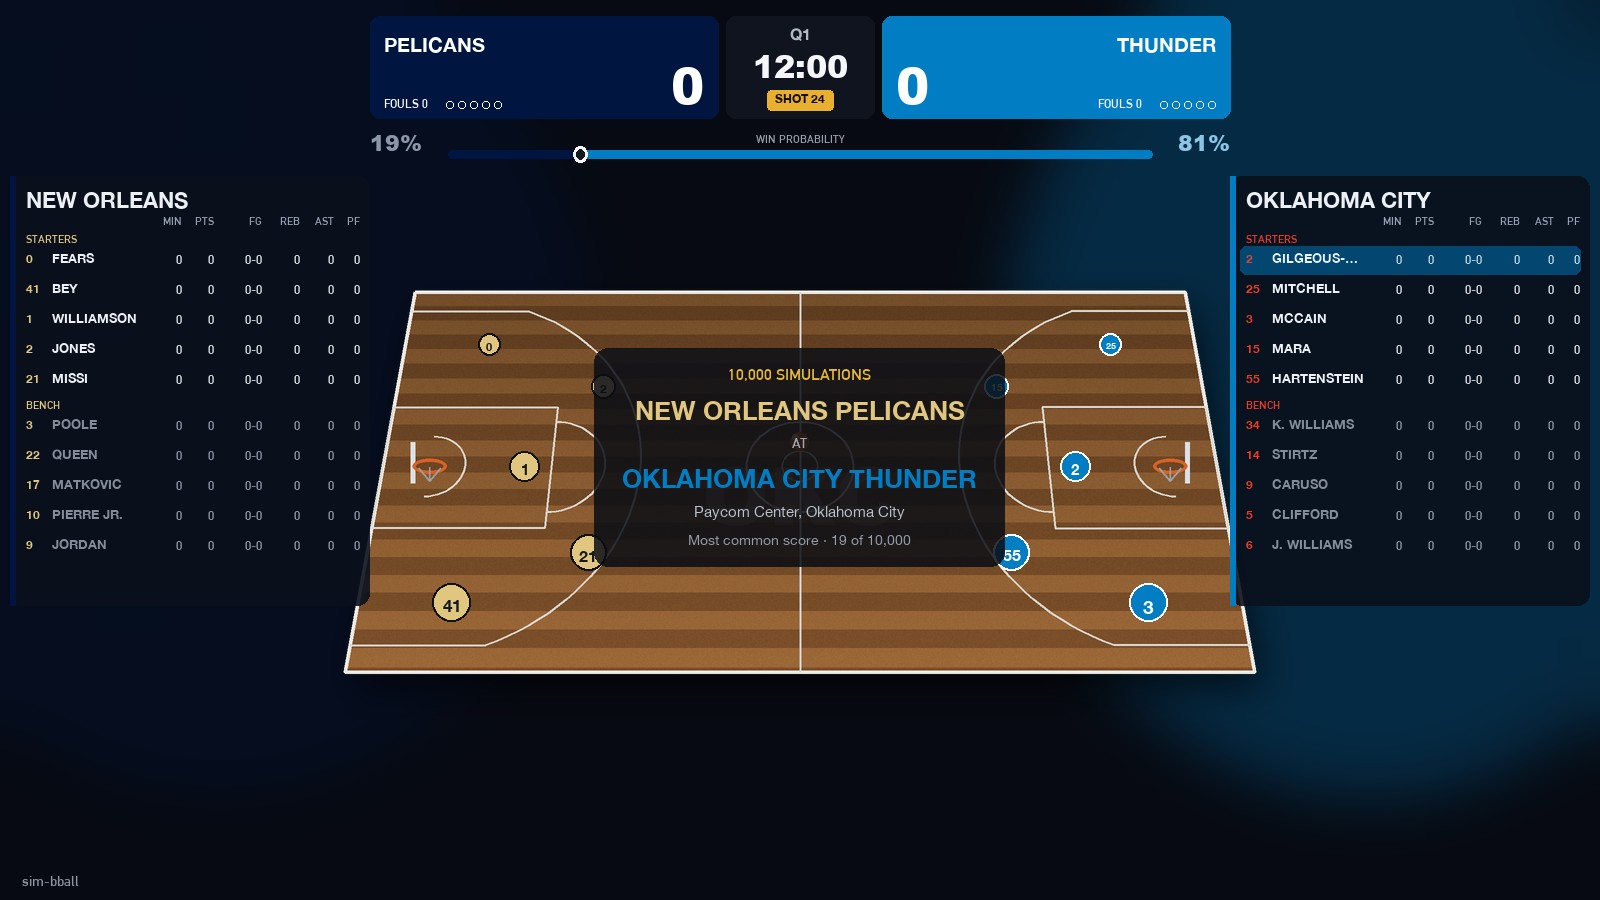 PELICANS
0
FOULS 0
Q1
12:00
SHOT 24
THUNDER
0
FOULS 0
19%
WIN PROBABILITY
81%
NEW ORLEANS
MIN PTS FG REB AST PF
STARTERS
0 FEARS 0 0 0-0 0 0 0
41 BEY 0 0 0-0 0 0 0
1 WILLIAMSON 0 0 0-0 0 0 0
2 JONES 0 0 0-0 0 0 0
21 MISSI 0 0 0-0 0 0 0
BENCH
3 POOLE 0 0 0-0 0 0 0
22 QUEEN 0 0 0-0 0 0 0
17 MATKOVIC 0 0 0-0 0 0 0
10 PIERRE JR. 0 0 0-0 0 0 0
9 JORDAN 0 0 0-0 0 0 0
OKLAHOMA CITY
MIN PTS FG REB AST PF
STARTERS
2 GILGEOUS-... 0 0 0-0 0 0 0
25 MITCHELL 0 0 0-0 0 0 0
3 MCCAIN 0 0 0-0 0 0 0
15 MARA 0 0 0-0 0 0 0
55 HARTENSTEIN 0 0 0-0 0 0 0
BENCH
34 K. WILLIAMS 0 0 0-0 0 0 0
14 STIRTZ 0 0 0-0 0 0 0
9 CARUSO 0 0 0-0 0 0 0
5 CLIFFORD 0 0 0-0 0 0 0
6 J. WILLIAMS 0 0 0-0 0 0 0
0
25
2
15
1
2
21
55
41
3
10,000 SIMULATIONS
NEW ORLEANS PELICANS
AT
OKLAHOMA CITY THUNDER
Paycom Center, Oklahoma City
Most common score · 19 of 10,000
sim-bball